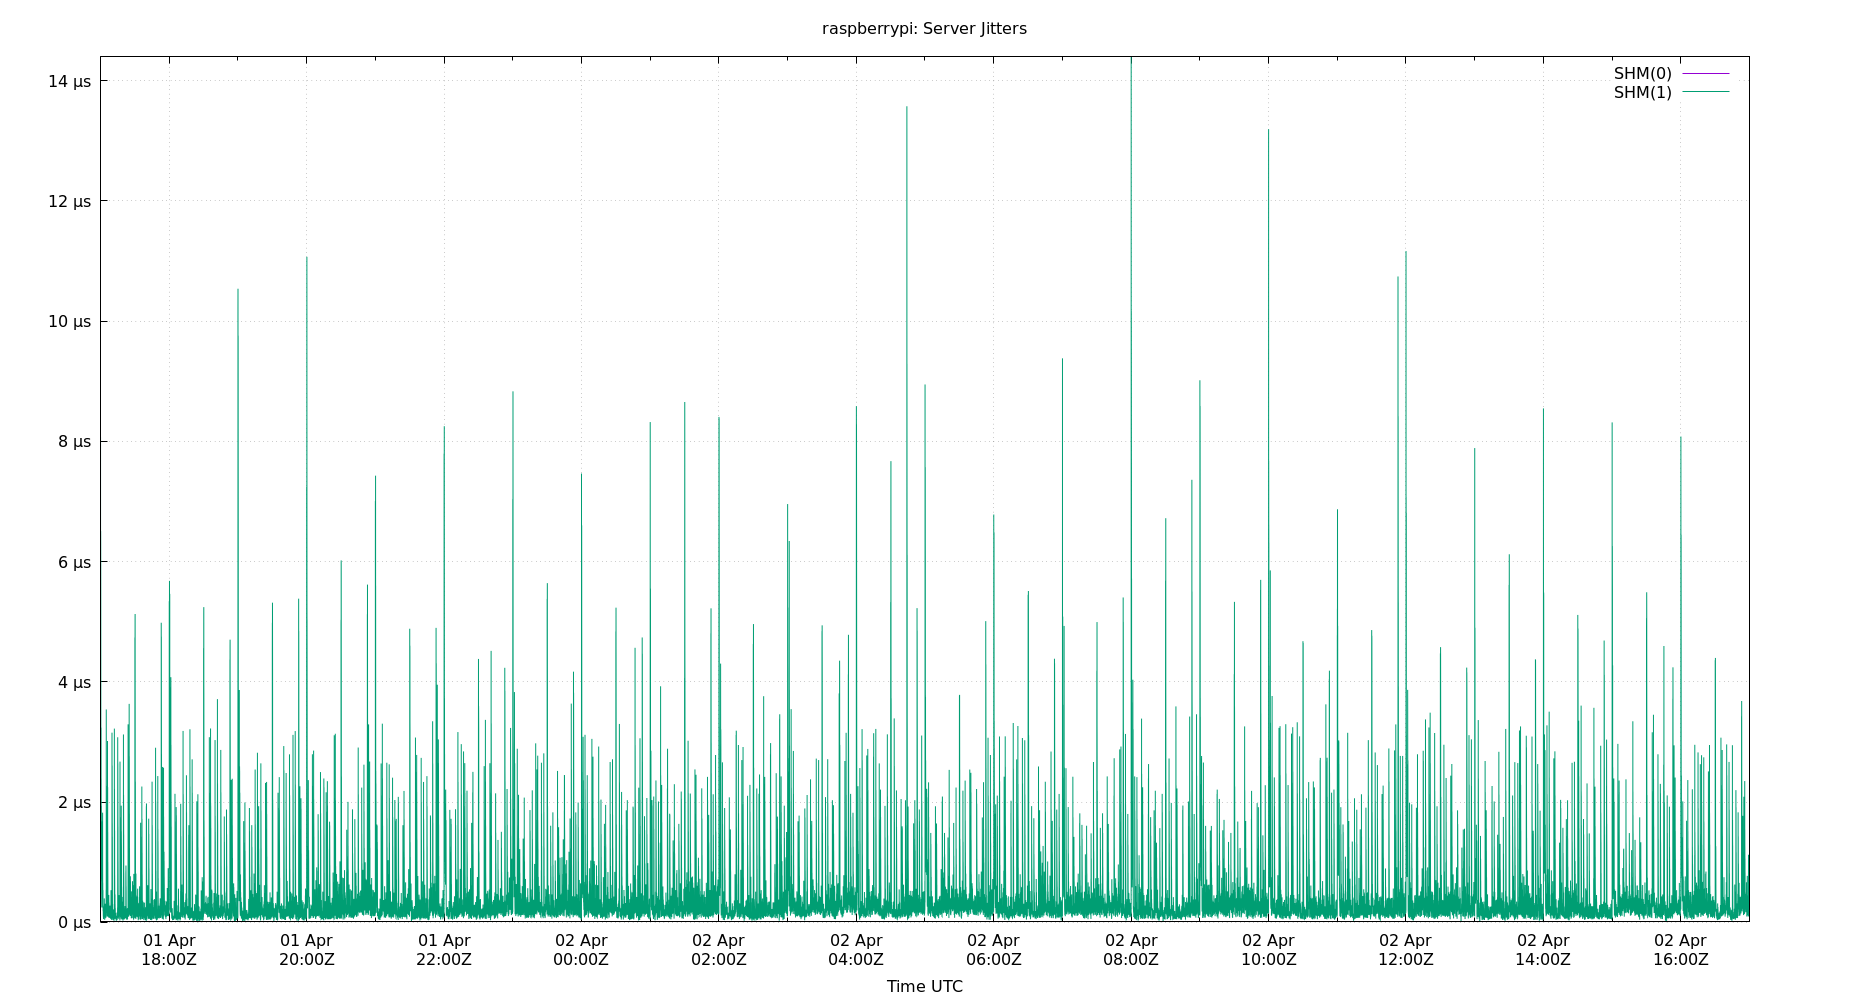 raspberrypi: Server Jitters
SHM(0)
SHM(1)
14 µs
12 µs
10 µs
8 µs
6 µs
4 µs
2 µs
0 µs
01 Apr 01 Apr 01 Apr 02 Apr 02 Apr 02 Apr 02 Apr 02 Apr 02 Apr 02 Apr 02 Apr 02 Apr
18:00Z 20:00Z 22:00Z 00:00Z 02:00Z 04:00Z 06:00Z 08:00Z 10:00Z 12:00Z 14:00Z 16:00Z
Time UTC